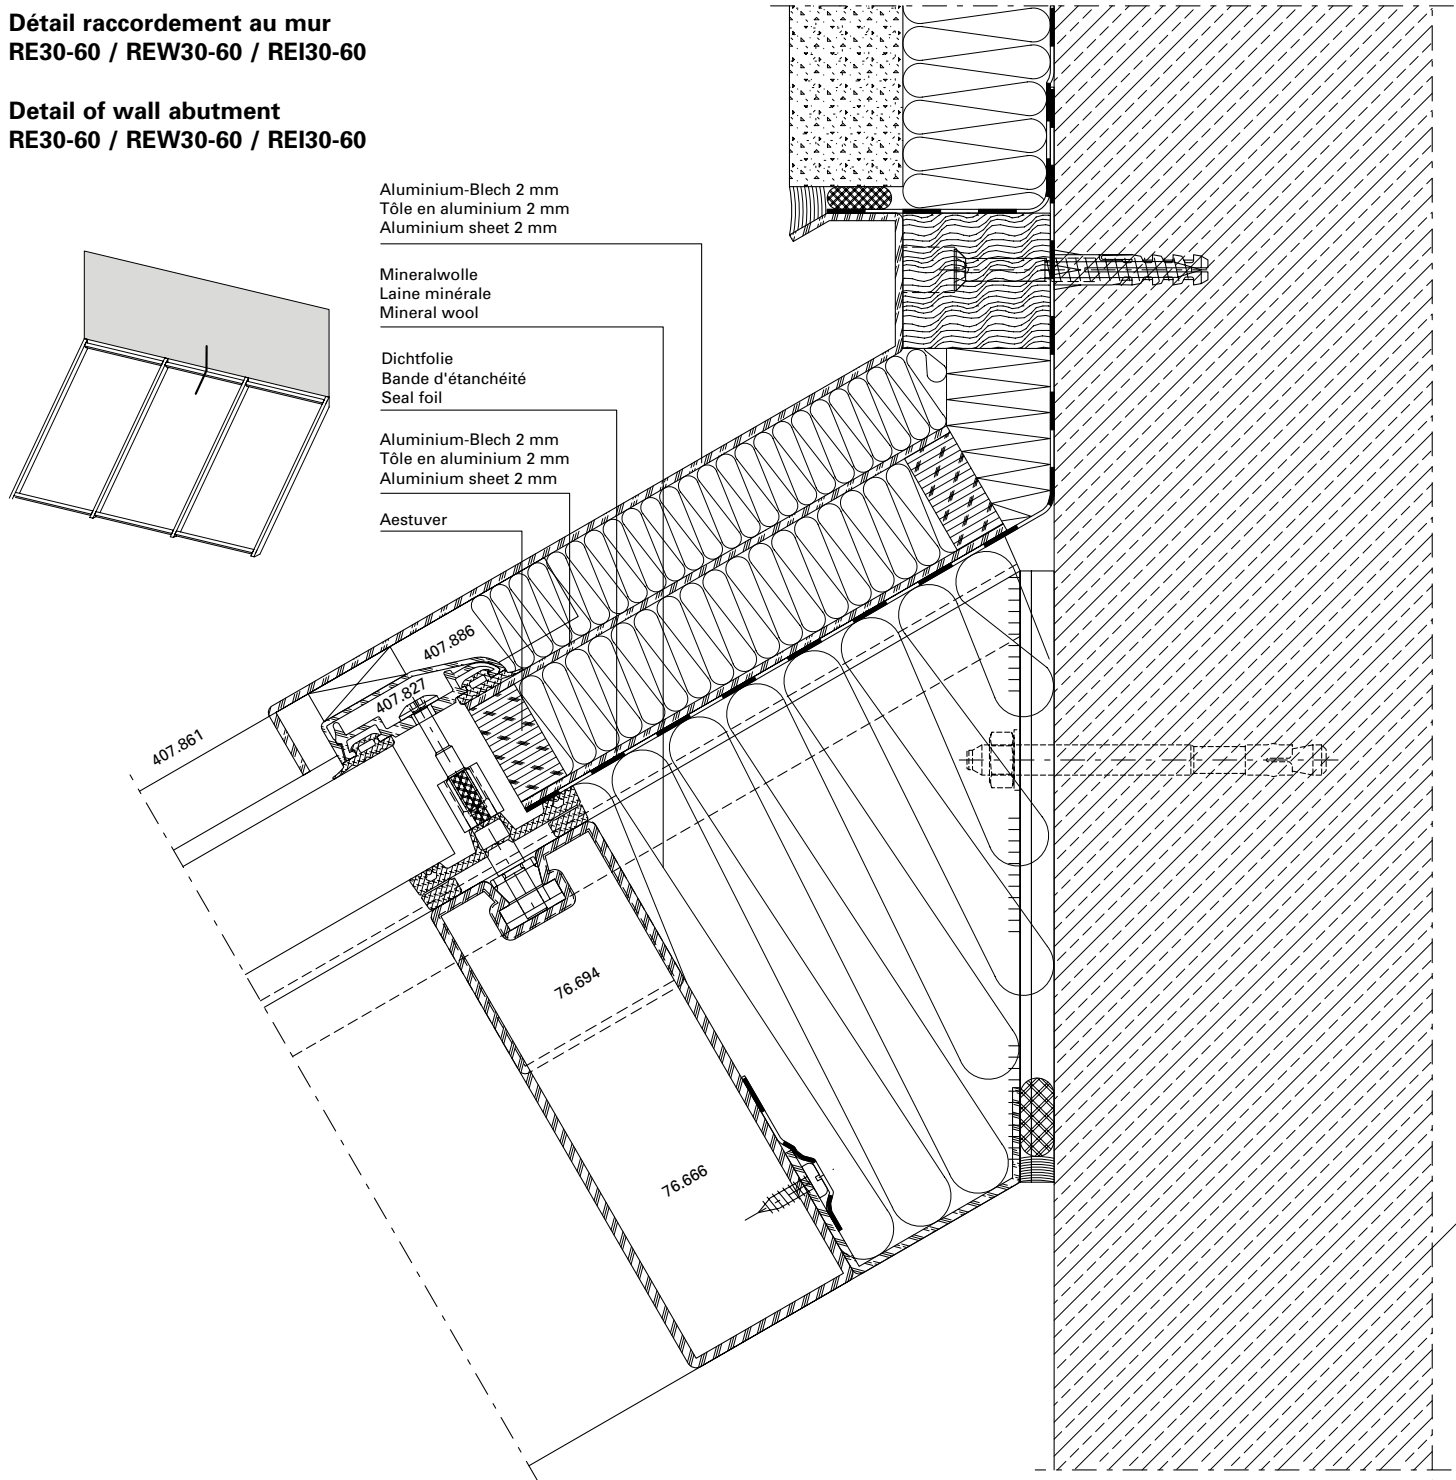 Détail raccordement au mur
RE30-60 / REW30-60 / REI30-60
Detail of wall abutment
RE30-60 / REW30-60 / REI30-60
Aluminium-Blech 2 mm
Tôle en aluminium 2 mm
Aluminium sheet 2 mm
Mineralwolle
Laine minérale
Mineral wool
Dichtfolie
Bande d'étanchéité
Seal foil
Aluminium-Blech 2 mm
Tôle en aluminium 2 mm
Aluminium sheet 2 mm
Aestuver
407.886
407.827
407.861
76.694
76.666